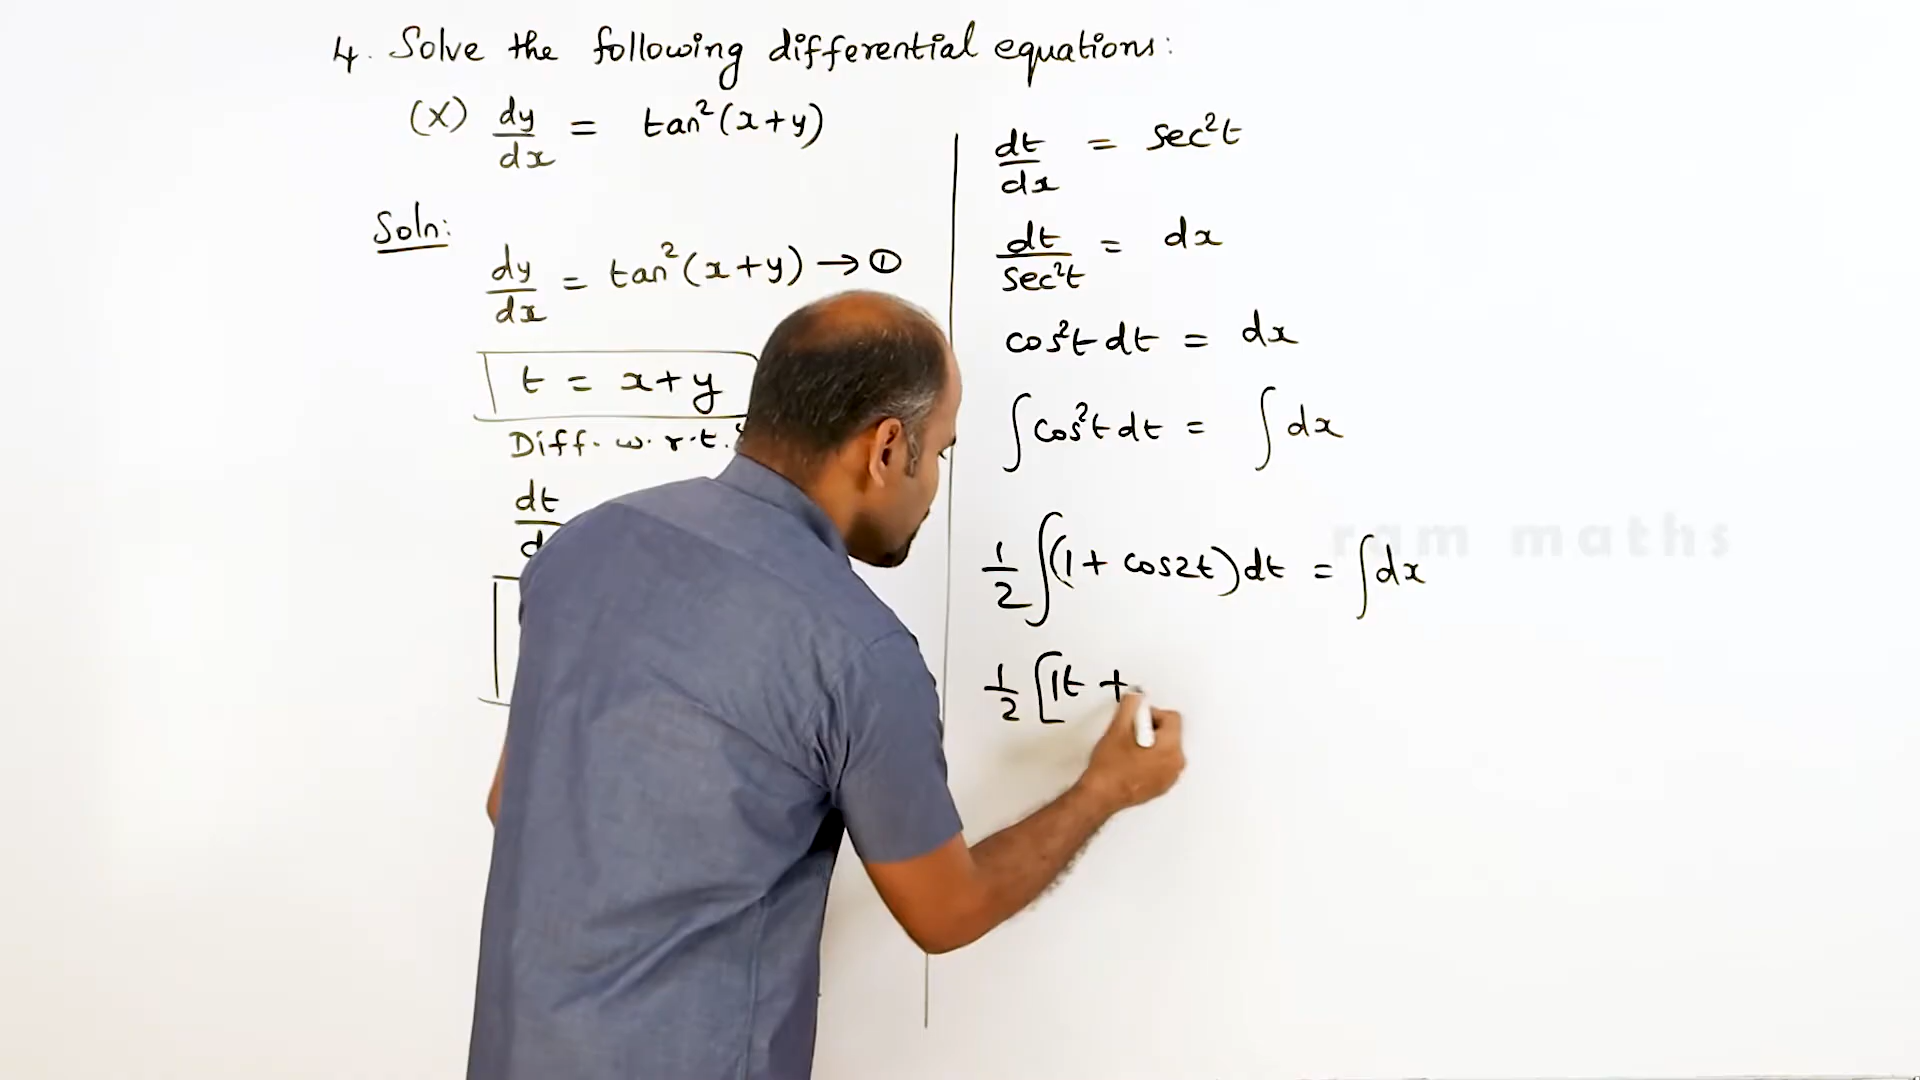 4. Solve the following differential equations:
(X) dy/dx = tan²(x+y)
Soln:
dy/dx = tan²(x+y) → ①
t = x+y
Diff. w.r.t.
dt
d
dt/dx = sec²t
dt/sec²t = dx
cos²t dt = dx
∫cos²t dt = ∫dx
1/2 ∫(1 + cos2t)dt = ∫dx
1/2 [1t +
ram maths